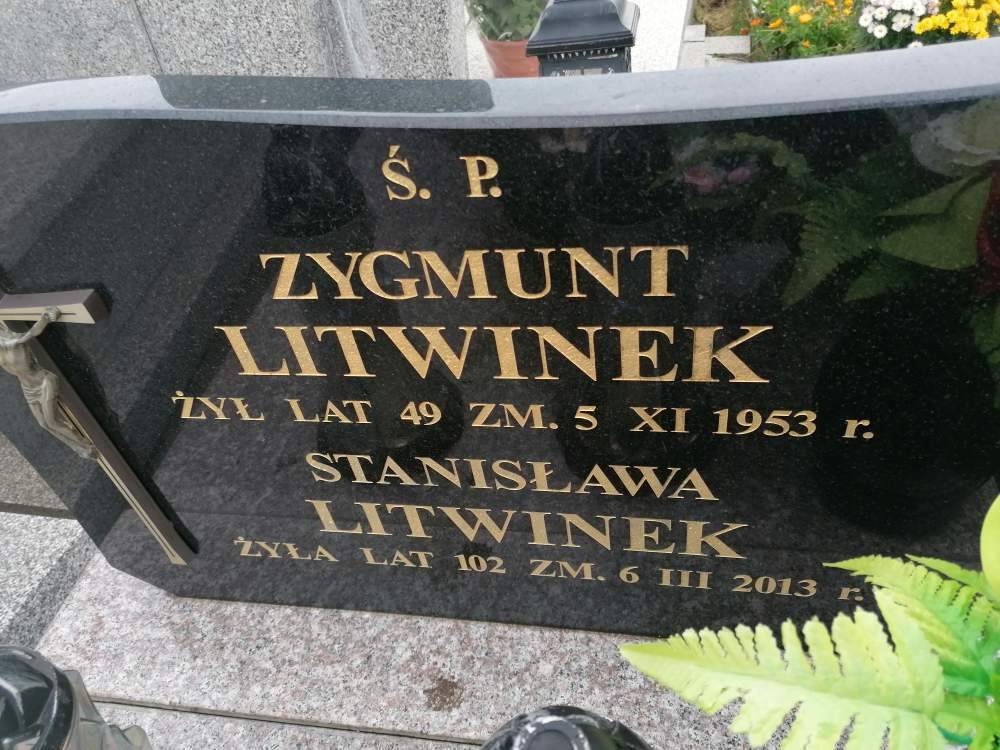 Ś. P.
ZYGMUNT
LITWINEK
ŻYŁ LAT 49 ZM. 5 XI 1953 r.
STANISŁAWA
LITWINEK
ŻYŁA LAT 102 ZM. 6 III 2013 r.